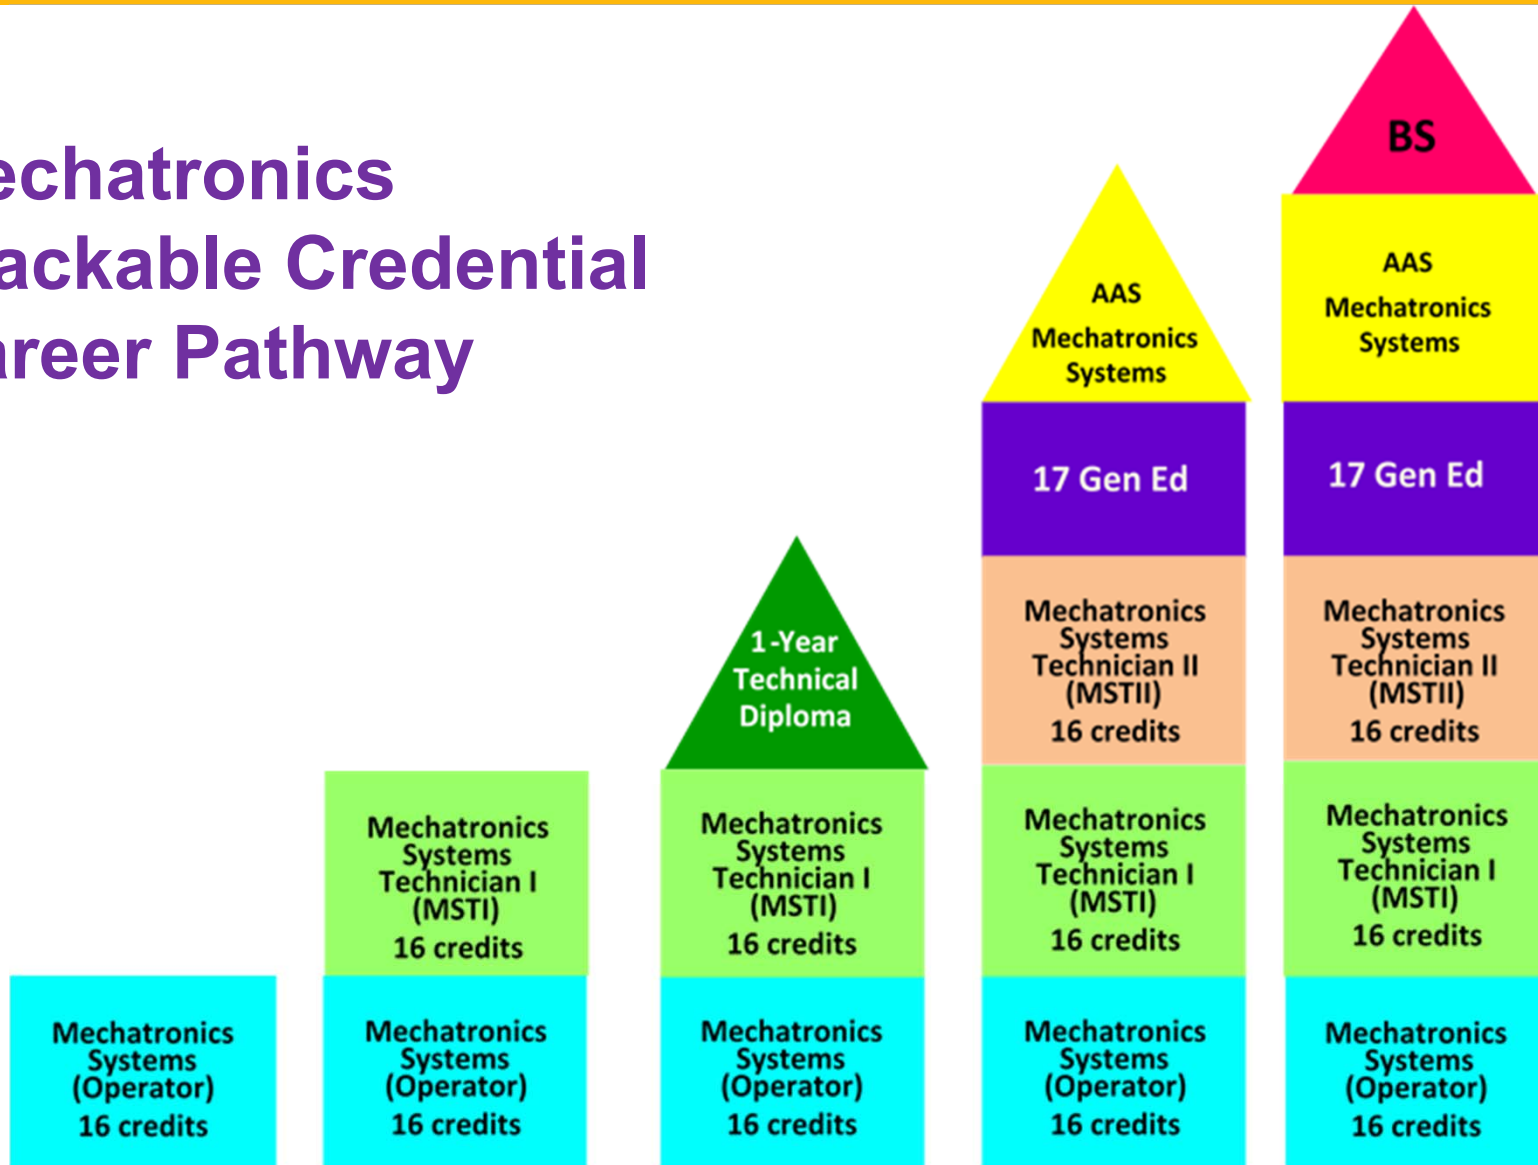 echatronics
ackable Credential
areer Pathway
BS
AAS
Mechatronics
Systems
AAS
Mechatronics
Systems
17 Gen Ed
17 Gen Ed
1-Year
Technical
Diploma
Mechatronics
Systems
Technician II
(MSTII)
16 credits
Mechatronics
Systems
Technician II
(MSTII)
16 credits
Mechatronics
Systems
Technician I
(MSTI)
16 credits
Mechatronics
Systems
Technician I
(MSTI)
16 credits
Mechatronics
Systems
Technician I
(MSTI)
16 credits
Mechatronics
Systems
Technician I
(MSTI)
16 credits
Mechatronics
Systems
(Operator)
16 credits
Mechatronics
Systems
(Operator)
16 credits
Mechatronics
Systems
(Operator)
16 credits
Mechatronics
Systems
(Operator)
16 credits
Mechatronics
Systems
(Operator)
16 credits